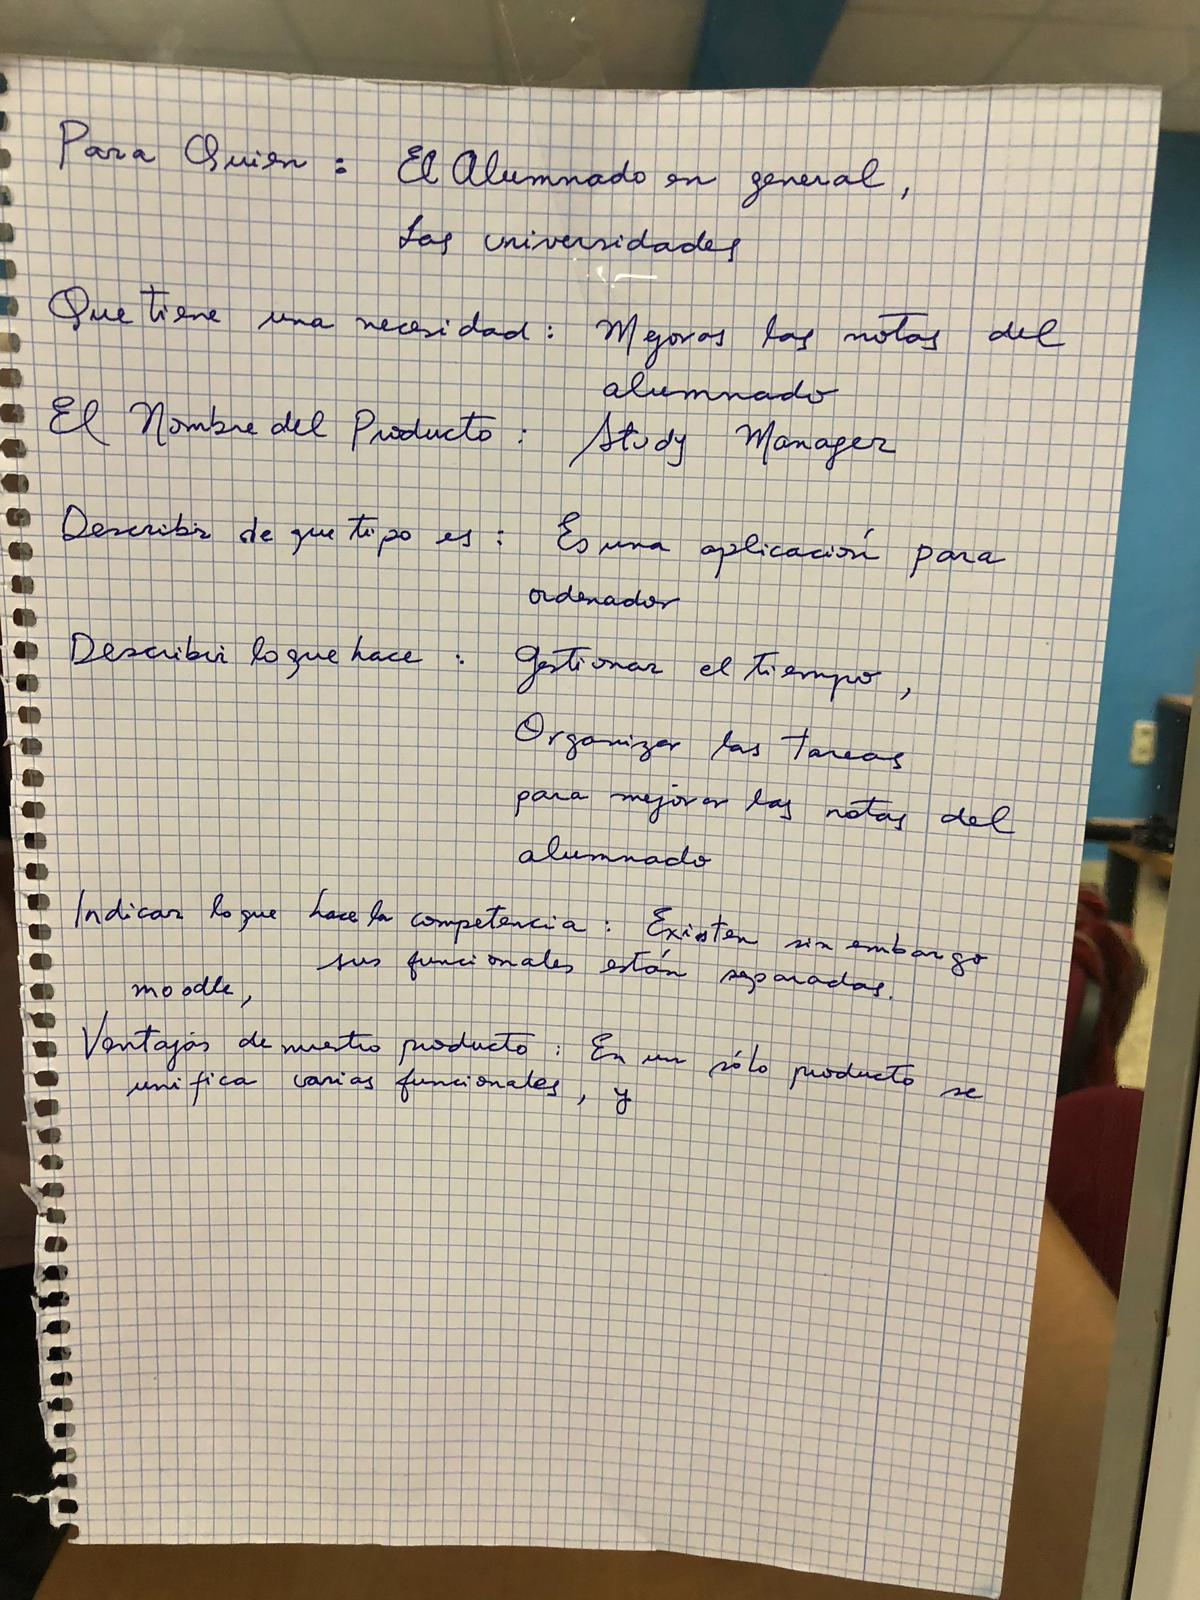 Para Quien : El Alumnado en general,
Las universidades
Que tiene una necesidad : Mejoras las notas del
alumnado
El Nombre del Producto : Study Manager
Describir de que tipo es : Es una aplicación para
ordenador
Describir lo que hace : Gestionar el tiempo,
Organizar las tareas
para mejorar las notas del
alumnado
Indicar lo que hace la competencia : Existen sin embargo
sus funcionales están separadas.
moodle,
Ventajas de nuestro producto : En un sólo producto se
unifica varias funcionales, y